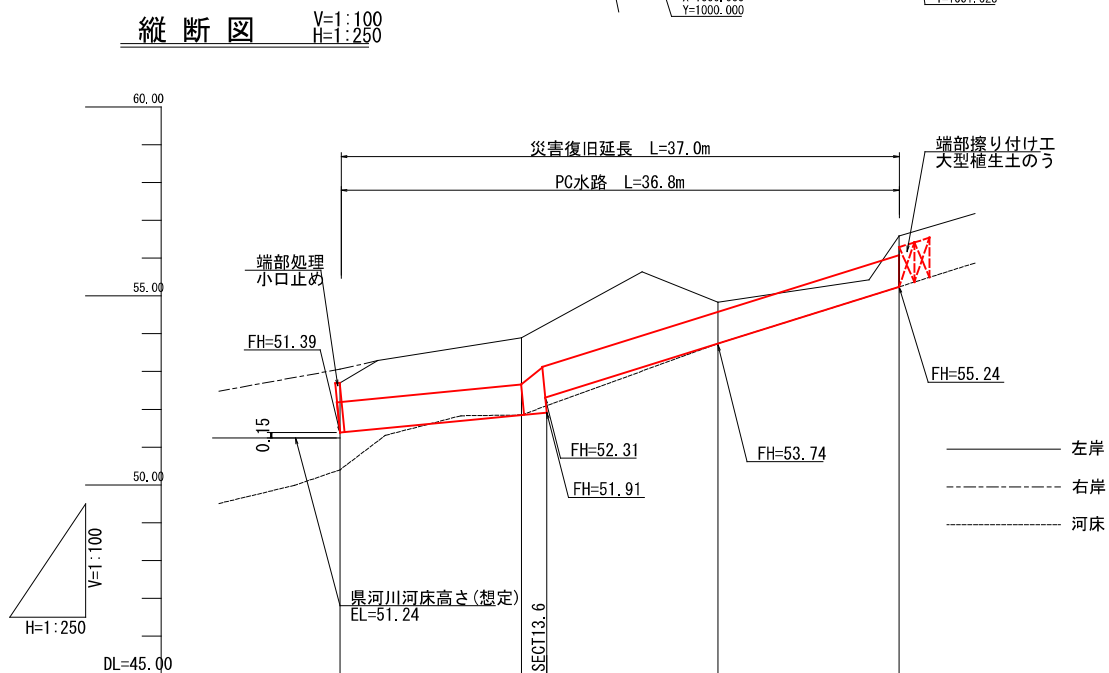 Y=1000.000
縦断図
V=1:100
H=1:250
60.00
災害復旧延長 L=37.0m
端部擦り付け工
大型植生土のう
PC水路 L=36.8m
端部処理
小口止め
55.00
FH=51.39
FH=55.24
0.15
FH=52.31
FH=53.74
左岸
50.00
FH=51.91
右岸
河床
V=1:100
H=1:250
県河川河床高さ(想定)
EL=51.24
SECT13.6
DL=45.00